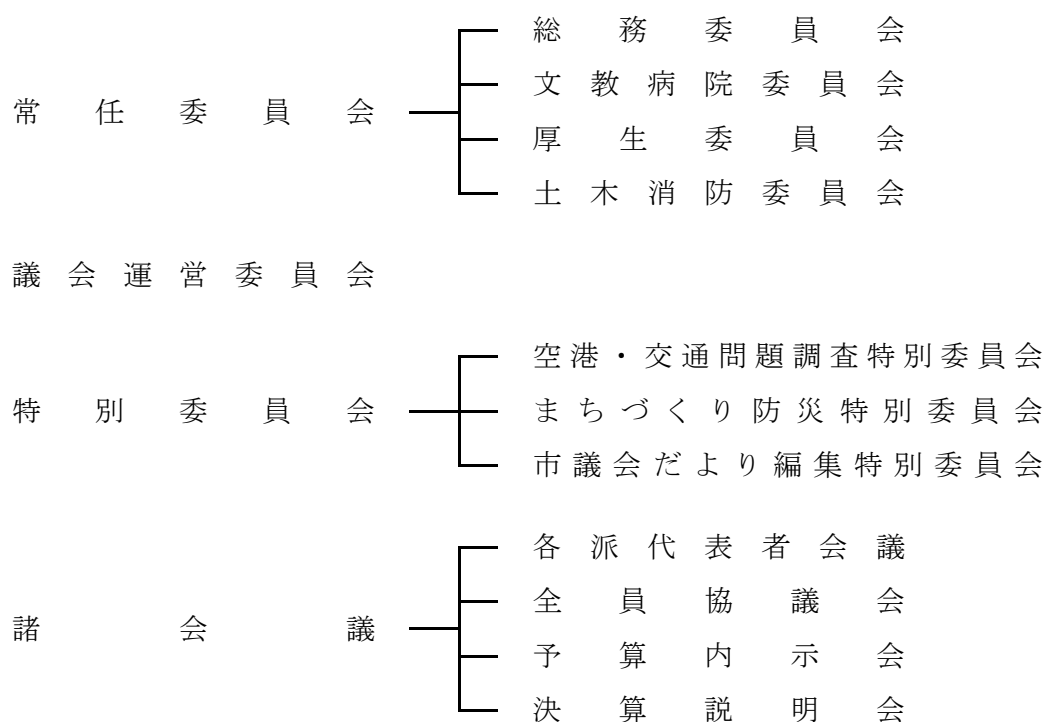 総務委員会
文教病院委員会
常任委員会
厚生委員会
土木消防委員会
議会運営委員会
空港・交通問題調査特別委員会
特別委員会
まちづくり防災特別委員会
市議会だより編集特別委員会
各派代表者会議
全員協議会
諸会議
予算内示会
決算説明会